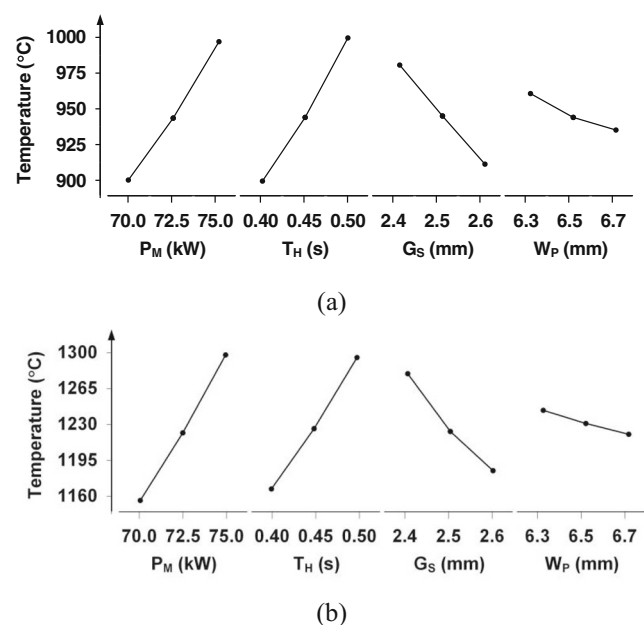 Temperature (°C)
1000
975
950
925
900
70.0 72.5 75.0 0.40 0.45 0.50 2.4 2.5 2.6 6.3 6.5 6.7
P_M (kW) T_H (s) G_S (mm) W_P (mm)
(a)
Temperature (°C)
1300
1265
1230
1195
1160
70.0 72.5 75.0 0.40 0.45 0.50 2.4 2.5 2.6 6.3 6.5 6.7
P_M (kW) T_H (s) G_S (mm) W_P (mm)
(b)